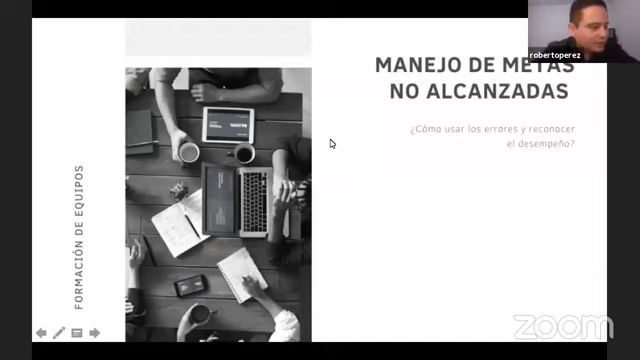 robertoperez
MANEJO DE METAS
NO ALCANZADAS
¿Cómo usar los errores y reconocer
el desempeño?
FORMACIÓN DE EQUIPOS
zoom